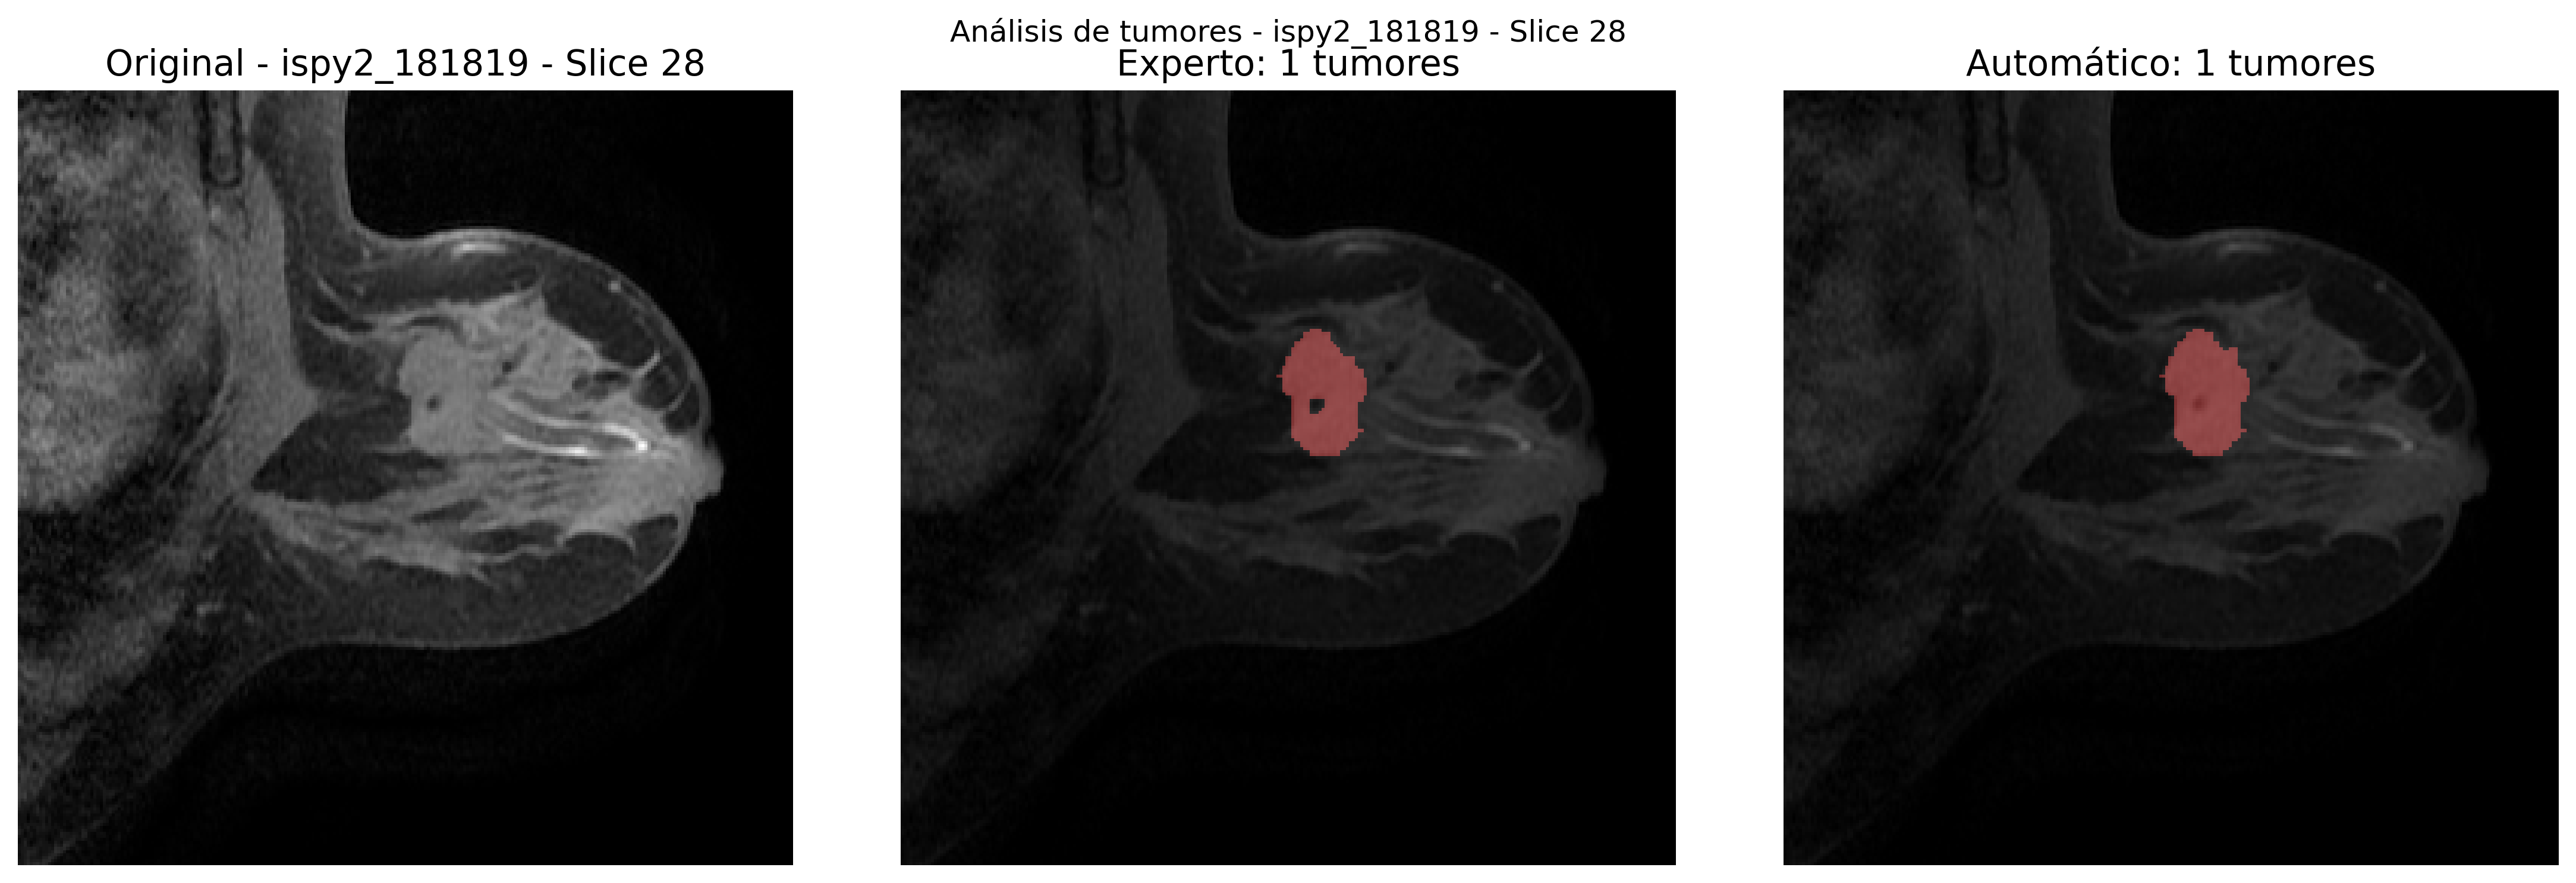 Análisis de tumores - ispy2_181819 - Slice 28
Original - ispy2_181819 - Slice 28
Experto: 1 tumores
Automático: 1 tumores